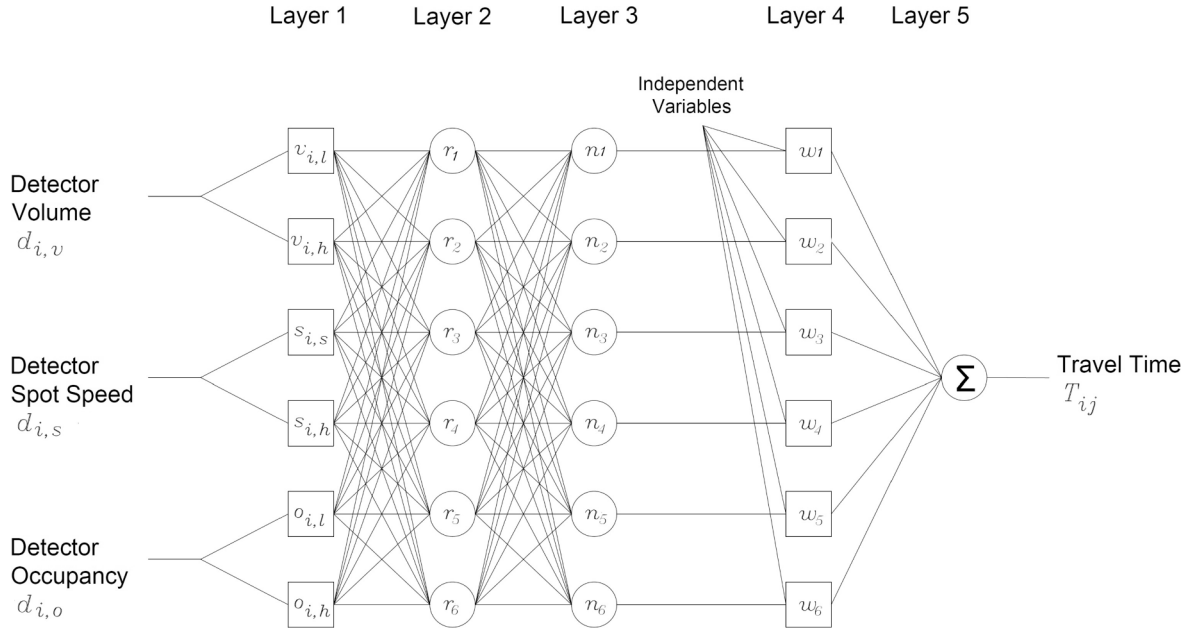 Layer 1 Layer 2 Layer 3 Layer 4 Layer 5
Independent
Variables
v_{i,l} r_1 n_1 w1
Detector
Volume
d_{i,v}
v_{i,h} r_2 n_2 w_2
s_{i,s} r_3 n_3 w_3
Detector
Spot Speed
d_{i,s}
Σ
Travel Time
T_{ij}
s_{i,h} r_4 n_4 w_4
o_{i,l} r_5 n_5 w_5
Detector
Occupancy
d_{i,o}
o_{i,h} r_6 n_6 w_6